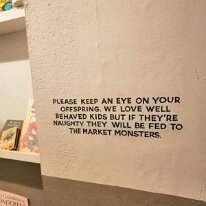 PLEASE KEEP AN EYE ON YOUR
OFFSPRING. WE LOVE WELL
BEHAVED KIDS BUT IF THEY'RE
NAUGHTY THEY WILL BE FED TO
THE MARKET MONSTERS.